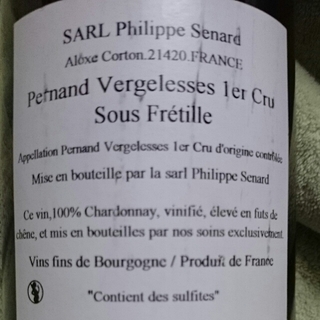 SARL Philippe Senard
Aloxe Corton.21420.FRANCE
Pernand Vergelesses 1er Cru
Sous Frétille
Appellation Pernand Vergelesses 1er Cru d'origine contrôlée
Mise en bouteille par la sarl Philippe Senard
Ce vin,100% Chardonnay, vinifié, élevé en futs de
chêne, et mis en bouteilles par nos soins exclusivement
Vins fins de Bourgogne / Produit de France
"Contient des sulfites"